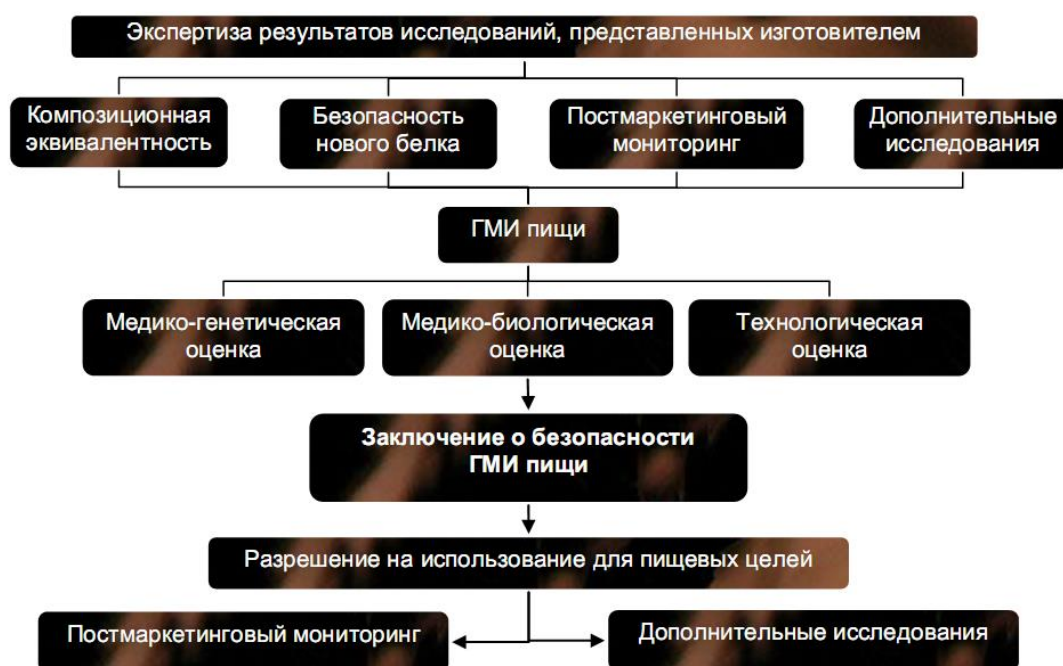 Экспертиза результатов исследований, представленных изготовителем
Композиционная
эквивалентность
Безопасность
нового белка
Постмаркетинговый
мониторинг
Дополнительные
исследования
ГМИ пищи
Медико-генетическая
оценка
Медико-биологическая
оценка
Технологическая
оценка
Заключение о безопасности
ГМИ пищи
Разрешение на использование для пищевых целей
Постмаркетинговый мониторинг
Дополнительные исследования